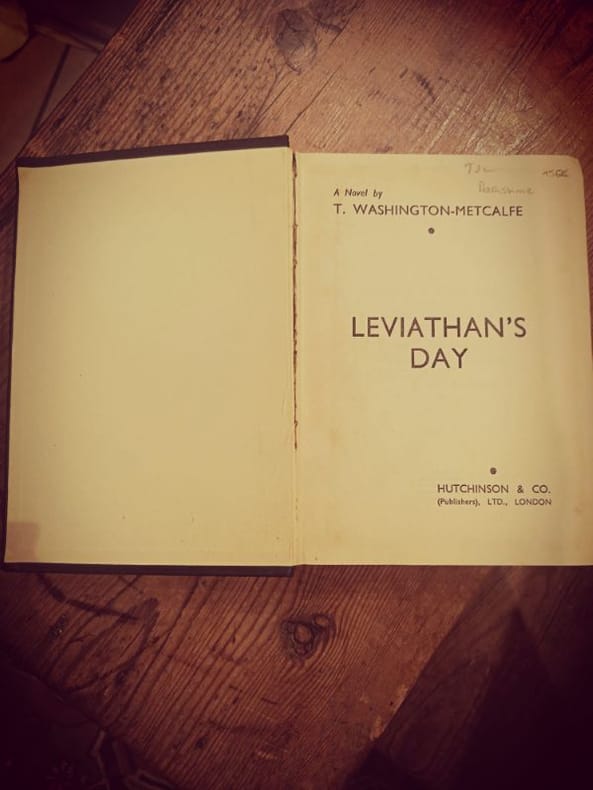 A Novel by
T. WASHINGTON-METCALFE
LEVIATHAN'S
DAY
HUTCHINSON & CO.
(Publishers), LTD., LONDON